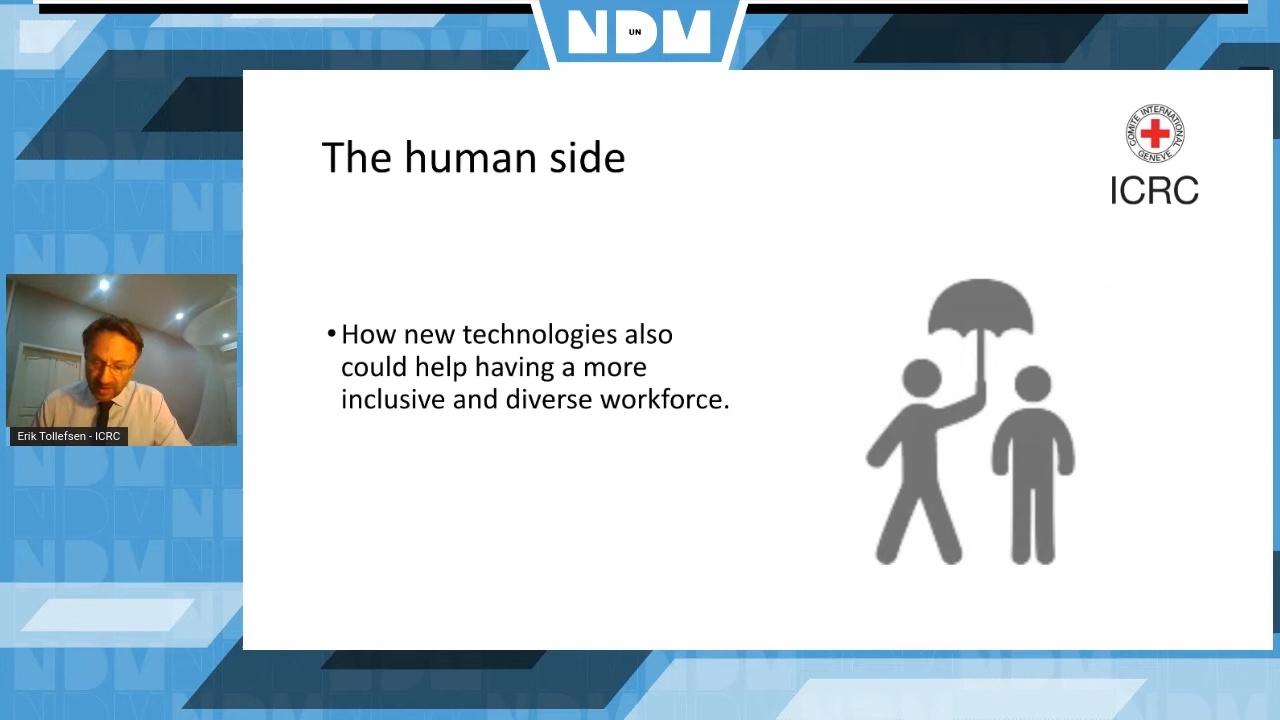 NDM
UN
The human side
COMITE INTERNATIONAL
GENEVE
ICRC
•How new technologies also
could help having a more
inclusive and diverse workforce.
Erik Tollefsen - ICRC